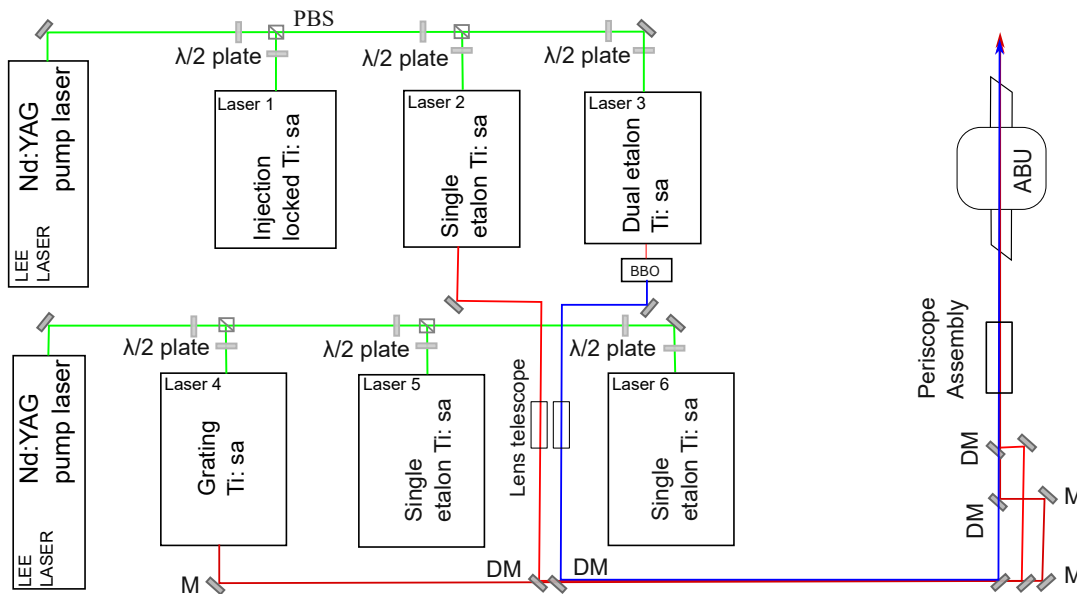 PBS
λ/2 plate
λ/2 plate
λ/2 plate
Nd:YAG
pump laser
LEE
LASER
Laser 1
Injection
locked Ti: sa
Laser 2
Single
etalon Ti: sa
Laser 3
Dual etalon
Ti: sa
BBO
ABU
Nd:YAG
pump laser
LEE
LASER
λ/2 plate
λ/2 plate
λ/2 plate
Laser 4
Grating
Ti: sa
Laser 5
Single
etalon Ti: sa
Lens telescope
Laser 6
Single
etalon Ti: sa
Periscope
Assembly
DM
DM
M
M
M
DM
DM